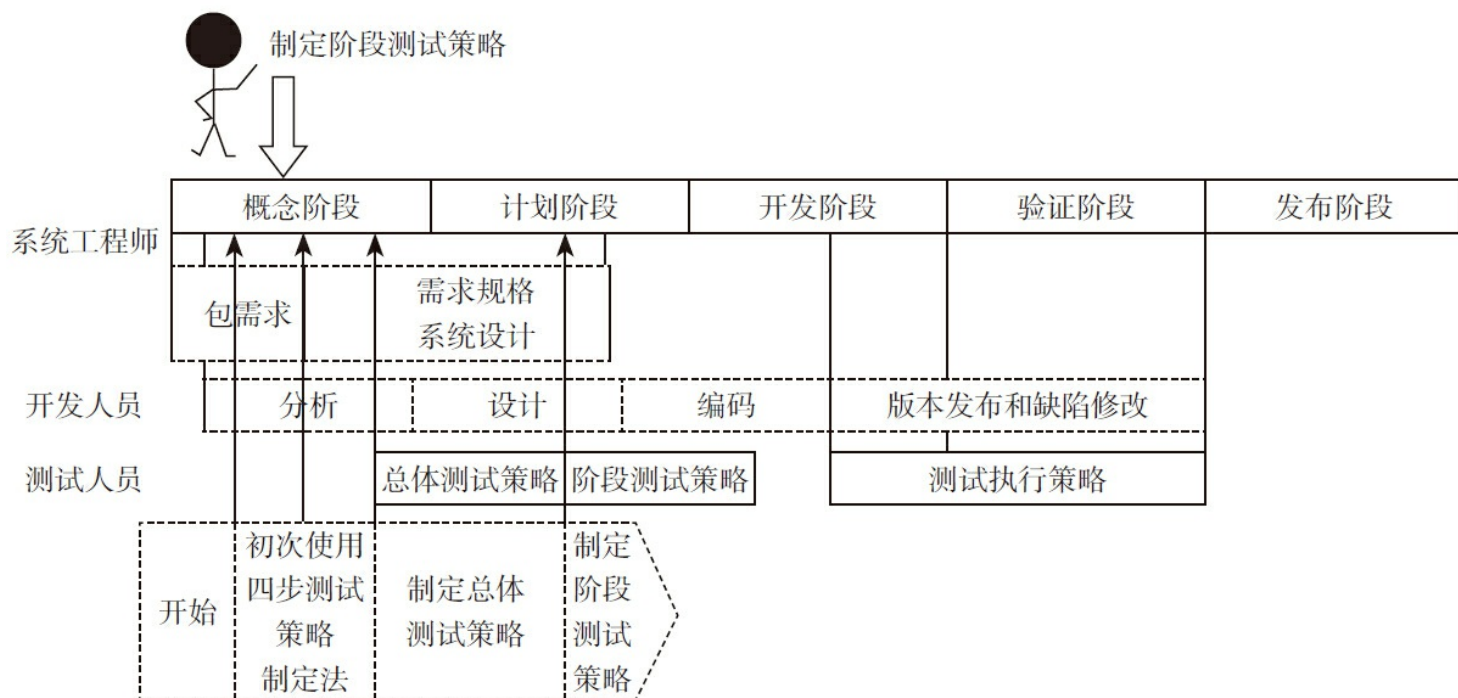 制定阶段测试策略
概念阶段 计划阶段 开发阶段 验证阶段 发布阶段
系统工程师
包需求
需求规格
系统设计
开发人员 分析 设计 编码 版本发布和缺陷修改
测试人员 总体测试策略 阶段测试策略 测试执行策略
开始
初次使用
四步测试
策略
制定法
制定总体
测试策略
制定
阶段
测试
策略